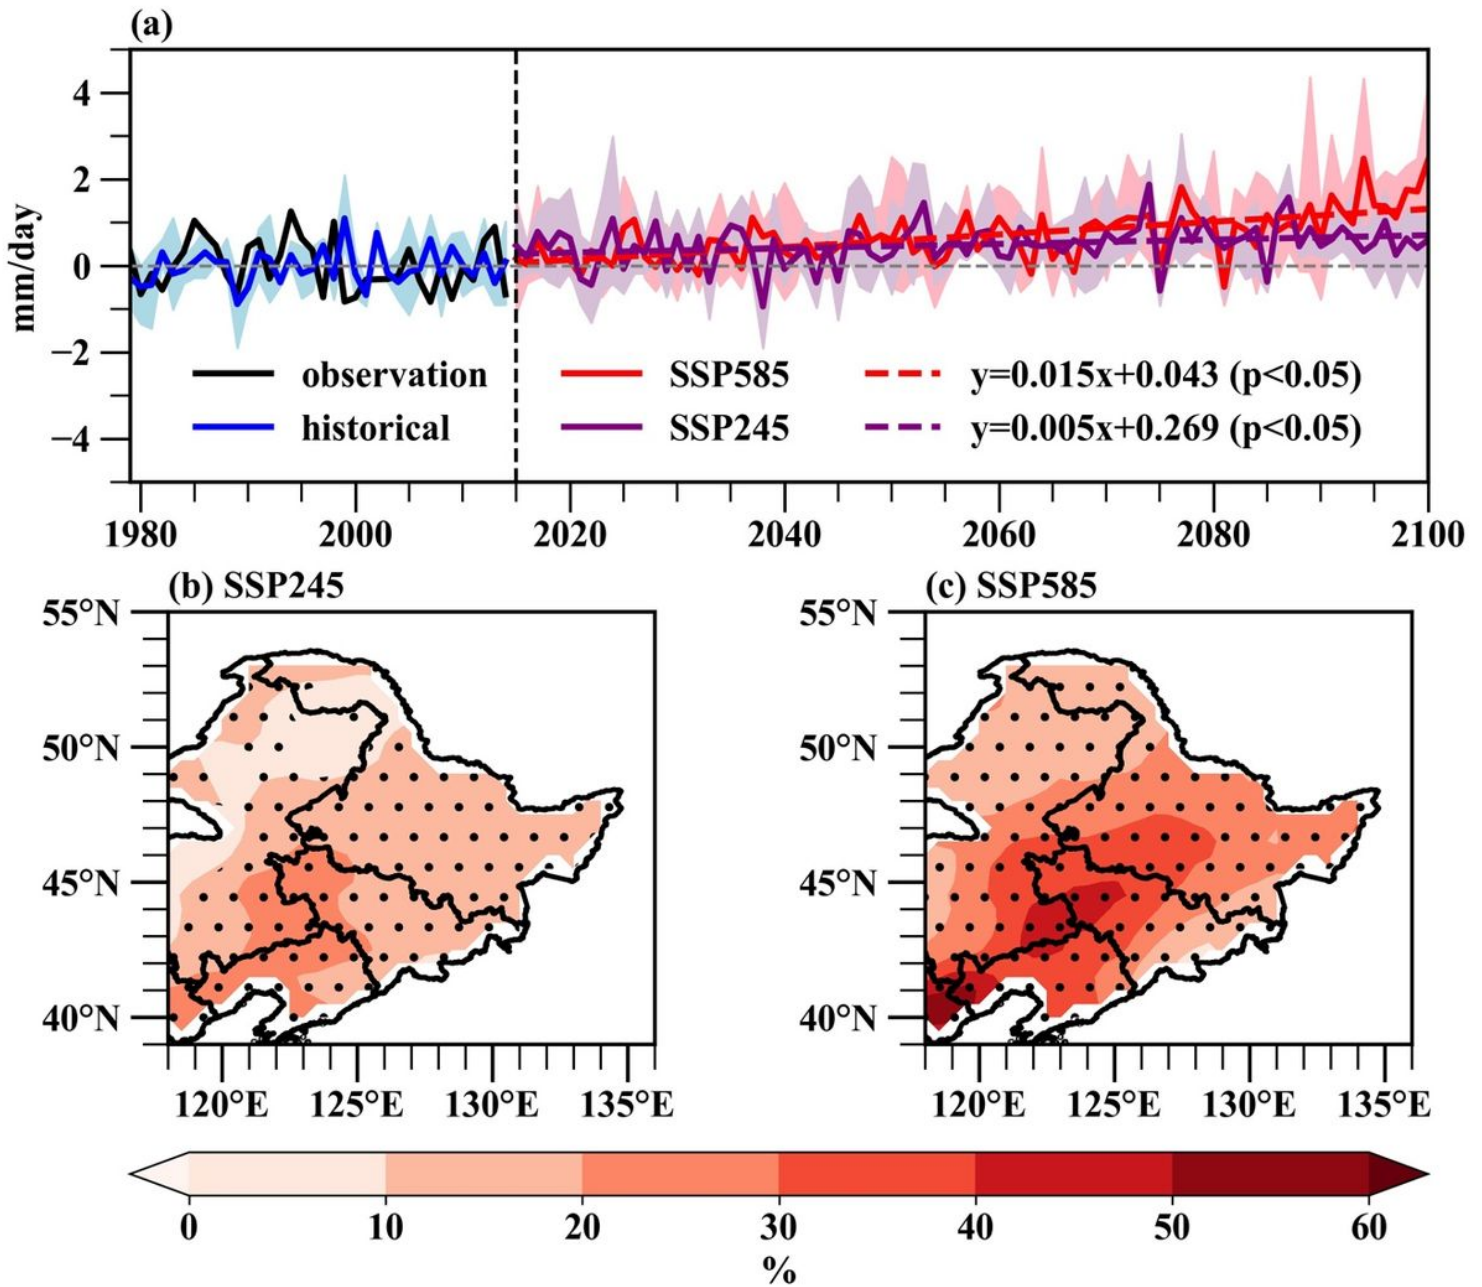 (a)
mm/day
4
2
0
−2
−4
observation
historical
SSP585
SSP245
y=0.015x+0.043 (p<0.05)
y=0.005x+0.269 (p<0.05)
1980 2000 2020 2040 2060 2080 2100
(b) SSP245
55°N
50°N
45°N
40°N
120°E 125°E 130°E 135°E
(c) SSP585
55°N
50°N
45°N
40°N
120°E 125°E 130°E 135°E
0 10 20 30 40 50 60
%